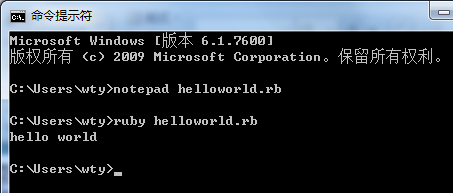 命令提示符
Microsoft Windows [版本 6.1.7600]
版权所有 (c) 2009 Microsoft Corporation。保留所有权利。
C:\Users\wty>notepad helloworld.rb
C:\Users\wty>ruby helloworld.rb
hello world
C:\Users\wty>_